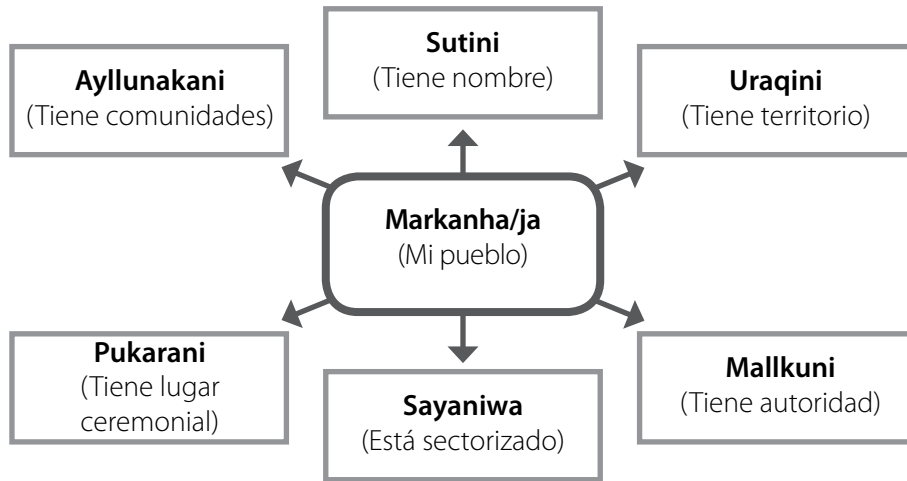 Sutini
(Tiene nombre)
Ayllunakani
(Tiene comunidades)
Uraqini
(Tiene territorio)
Markanha/ja
(Mi pueblo)
Pukarani
(Tiene lugar
ceremonial)
Sayaniwa
(Está sectorizado)
Mallkuni
(Tiene autoridad)